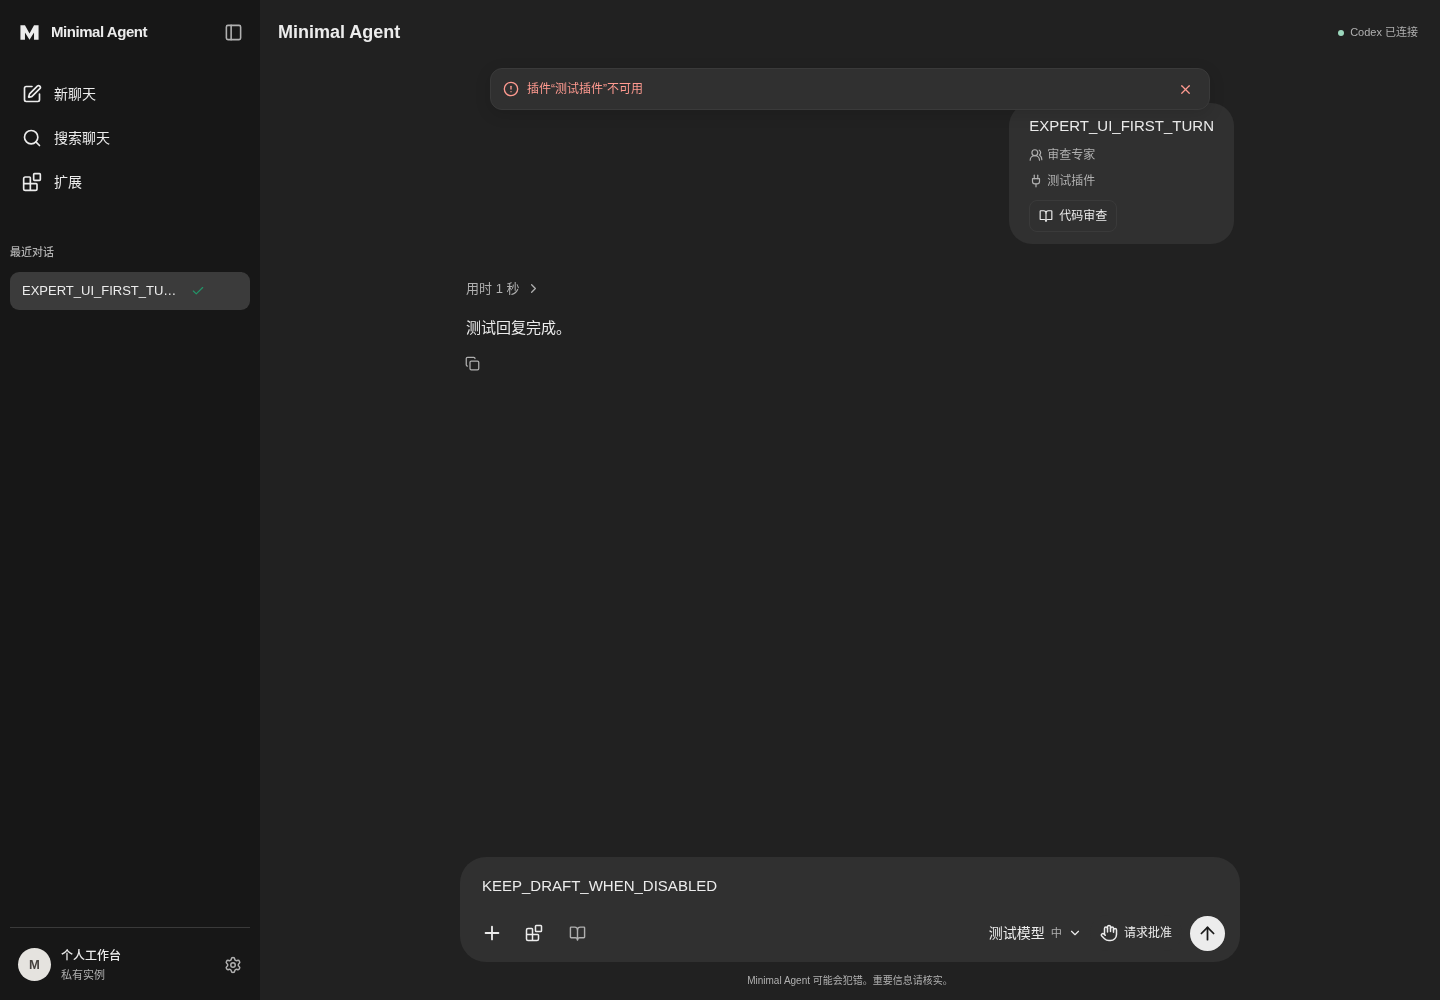 Minimal Agent
新聊天
搜索聊天
扩展
最近对话
EXPERT_UI_FIRST_TU...
M
个人工作台
私有实例
Minimal Agent
Codex 已连接
插件“测试插件”不可用
EXPERT_UI_FIRST_TURN
审查专家
测试插件
代码审查
用时 1 秒
测试回复完成。
KEEP_DRAFT_WHEN_DISABLED
测试模型 中
请求批准
Minimal Agent 可能会犯错。重要信息请核实。